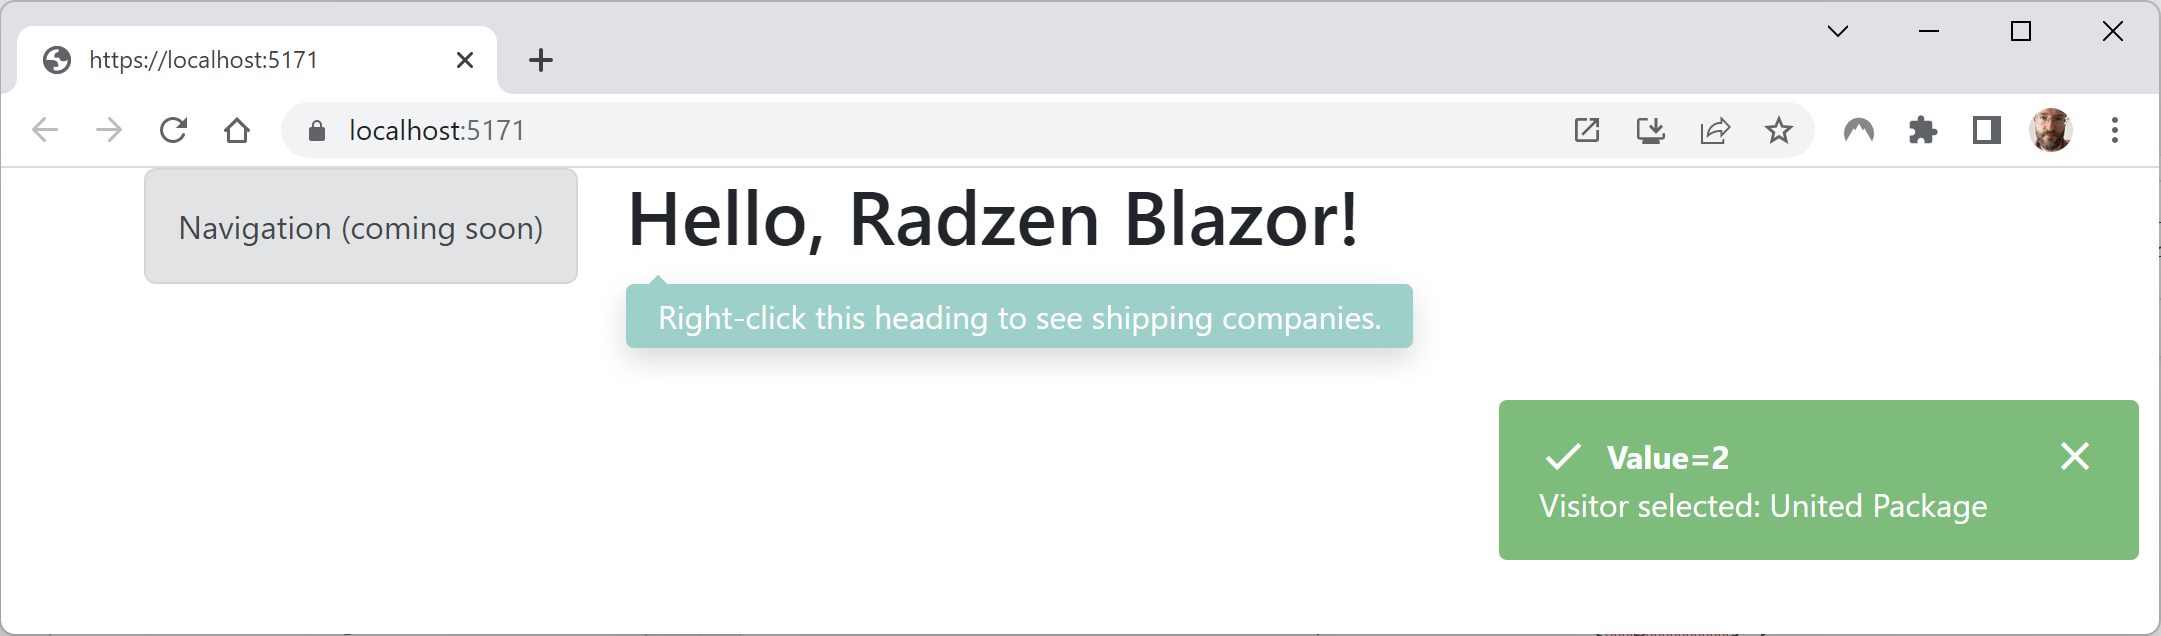 https://localhost:5171
localhost:5171
Navigation (coming soon)
Hello, Radzen Blazor!
Right-click this heading to see shipping companies.
Value=2
Visitor selected: United Package